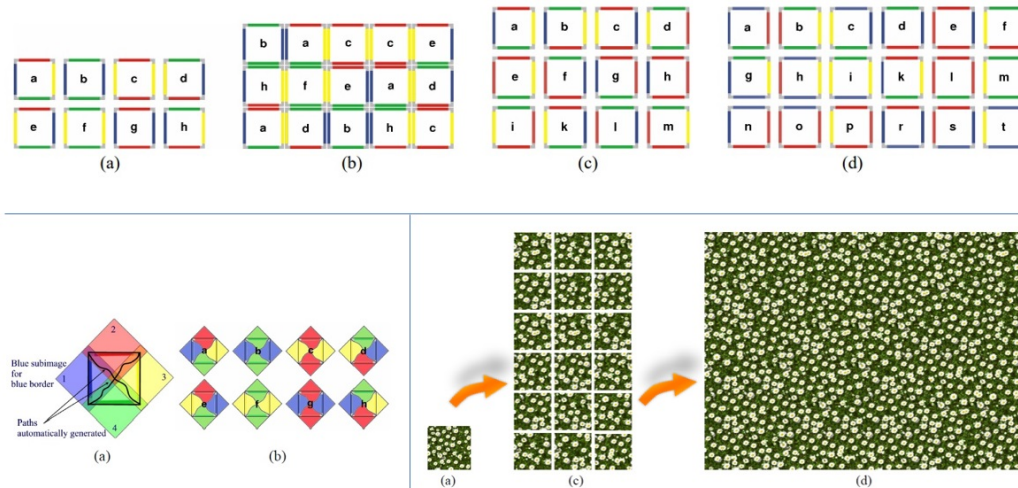 a b c d
e f g h
(a)
b a c c e
h f e a d
a d b h c
(b)
a b c d
e f g h
i k l m
(c)
a b c d e f
g h i k l m
n o p r s t
(d)
2
Blue subimage
for
blue border
1
3
Paths
automatically generated
4
(a)
a b c d
e f g h
(b)
(a)
(c)
(d)